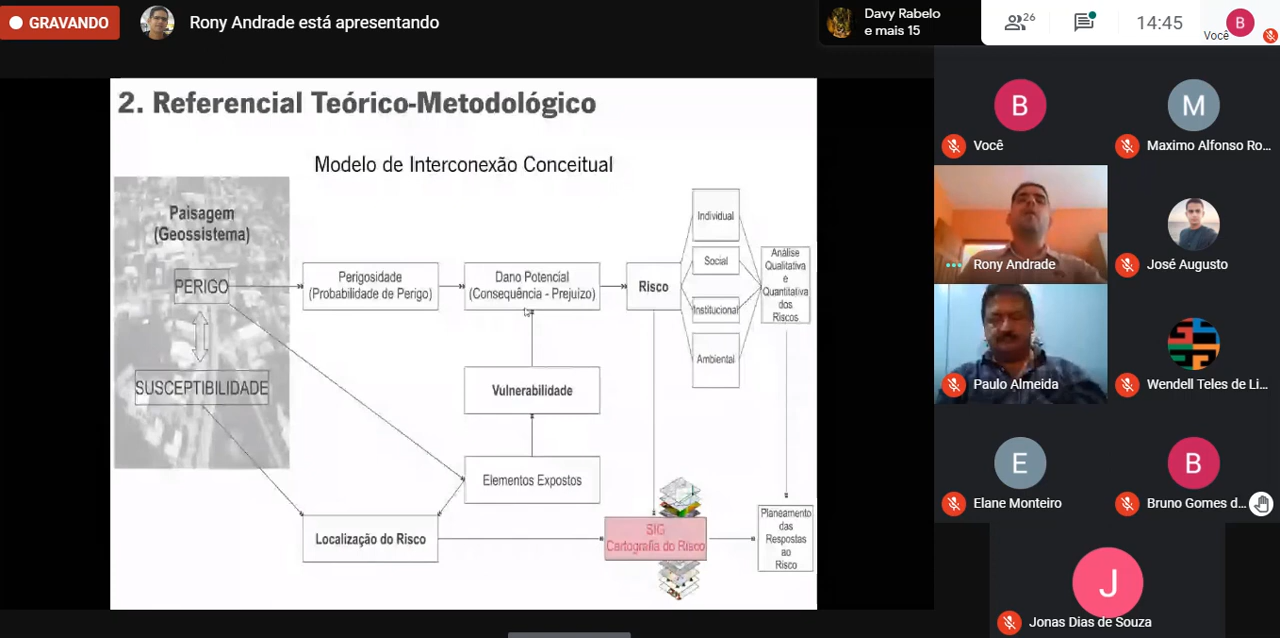 GRAVANDO
Rony Andrade está apresentando
Davy Rabelo
e mais 15
26
14:45
B
Você
2. Referencial Teórico-Metodológico
Modelo de Interconexão Conceitual
Paisagem
(Geossistema)
PERIGO
SUSCEPTIBILIDADE
Perigosidade
(Probabilidade de Perigo)
Dano Potencial
(Consequência - Prejuízo)
Risco
Individual
Social
Institucional
Ambiental
Análise
Qualitativa
e
Quantitativa
dos
Riscos
Vulnerabilidade
Elementos Expostos
Localização do Risco
SIG
Cartografia do Risco
Planeamento
das
Respostas
ao
Risco
B
Você
M
Maximo Alfonso Ro...
Rony Andrade
José Augusto
Paulo Almeida
Wendell Teles de Li...
E
Elane Monteiro
B
Bruno Gomes d...
J
Jonas Dias de Souza